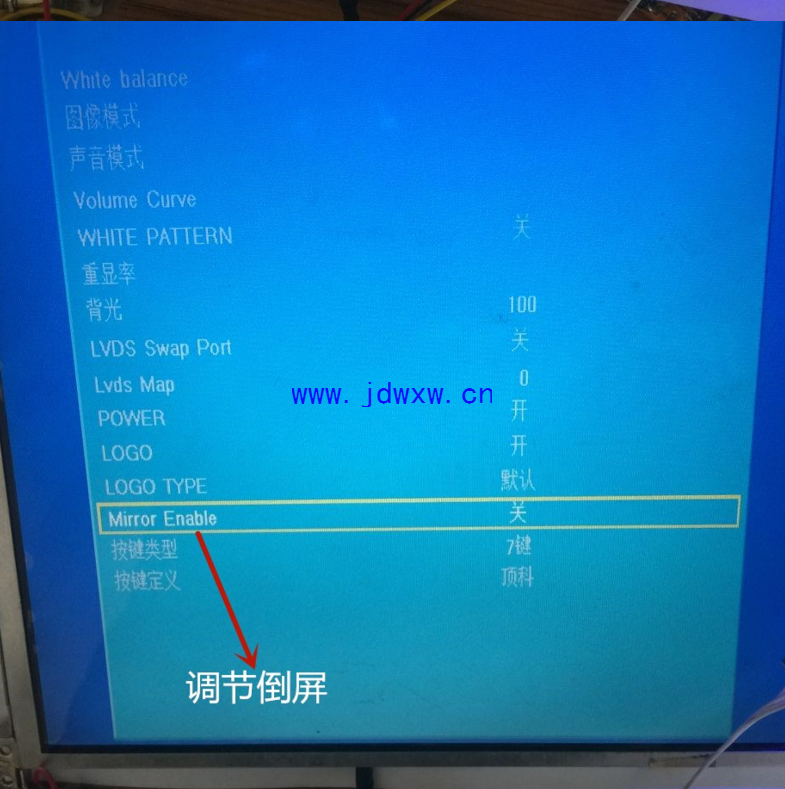 White balance
图像模式
声音模式
Volume Curve
WHITE PATTERN 关
重显率
背光 100
LVDS Swap Port 关
Lvds Map 0
www.jdwxw.cn
POWER 开
LOGO 开
LOGO TYPE 默认
Mirror Enable 关
按键类型 7键
按键定义 顶科
调节倒屏